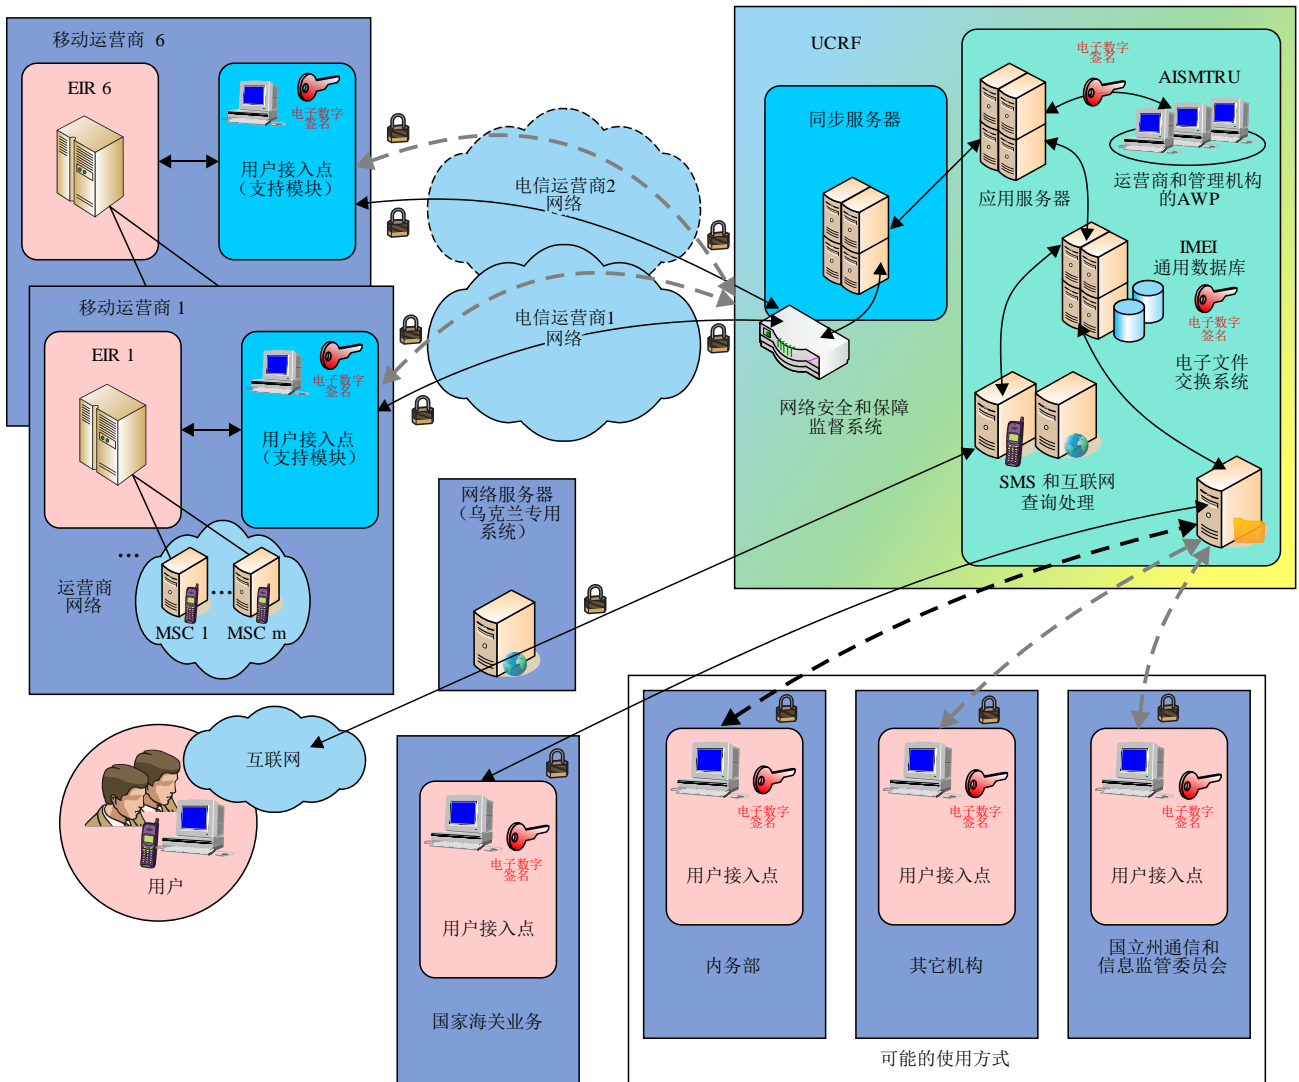 移动运营商 6
EIR 6
电子数字
签名
用户接入点
（支持模块）
移动运营商 1
EIR 1
电子数字
签名
用户接入点
（支持模块）
…
运营商
网络
MSC 1
…
MSC m
电信运营商2
网络
电信运营商1
网络
UCRF
同步服务器
网络安全和保障
监督系统
电子数字
签名
AISMTRU
应用服务器
运营商和管理机构
的AWP
IMEI
通用数据库
电子数字
签名
电子文件
交换系统
SMS 和互联网
查询处理
网络服务器
（乌克兰专用
系统）
互联网
用户
电子数字
签名
用户接入点
国家海关业务
电子数字
签名
用户接入点
内务部
电子数字
签名
用户接入点
其它机构
电子数字
签名
用户接入点
国立州通信和
信息监管委员会
可能的使用方式